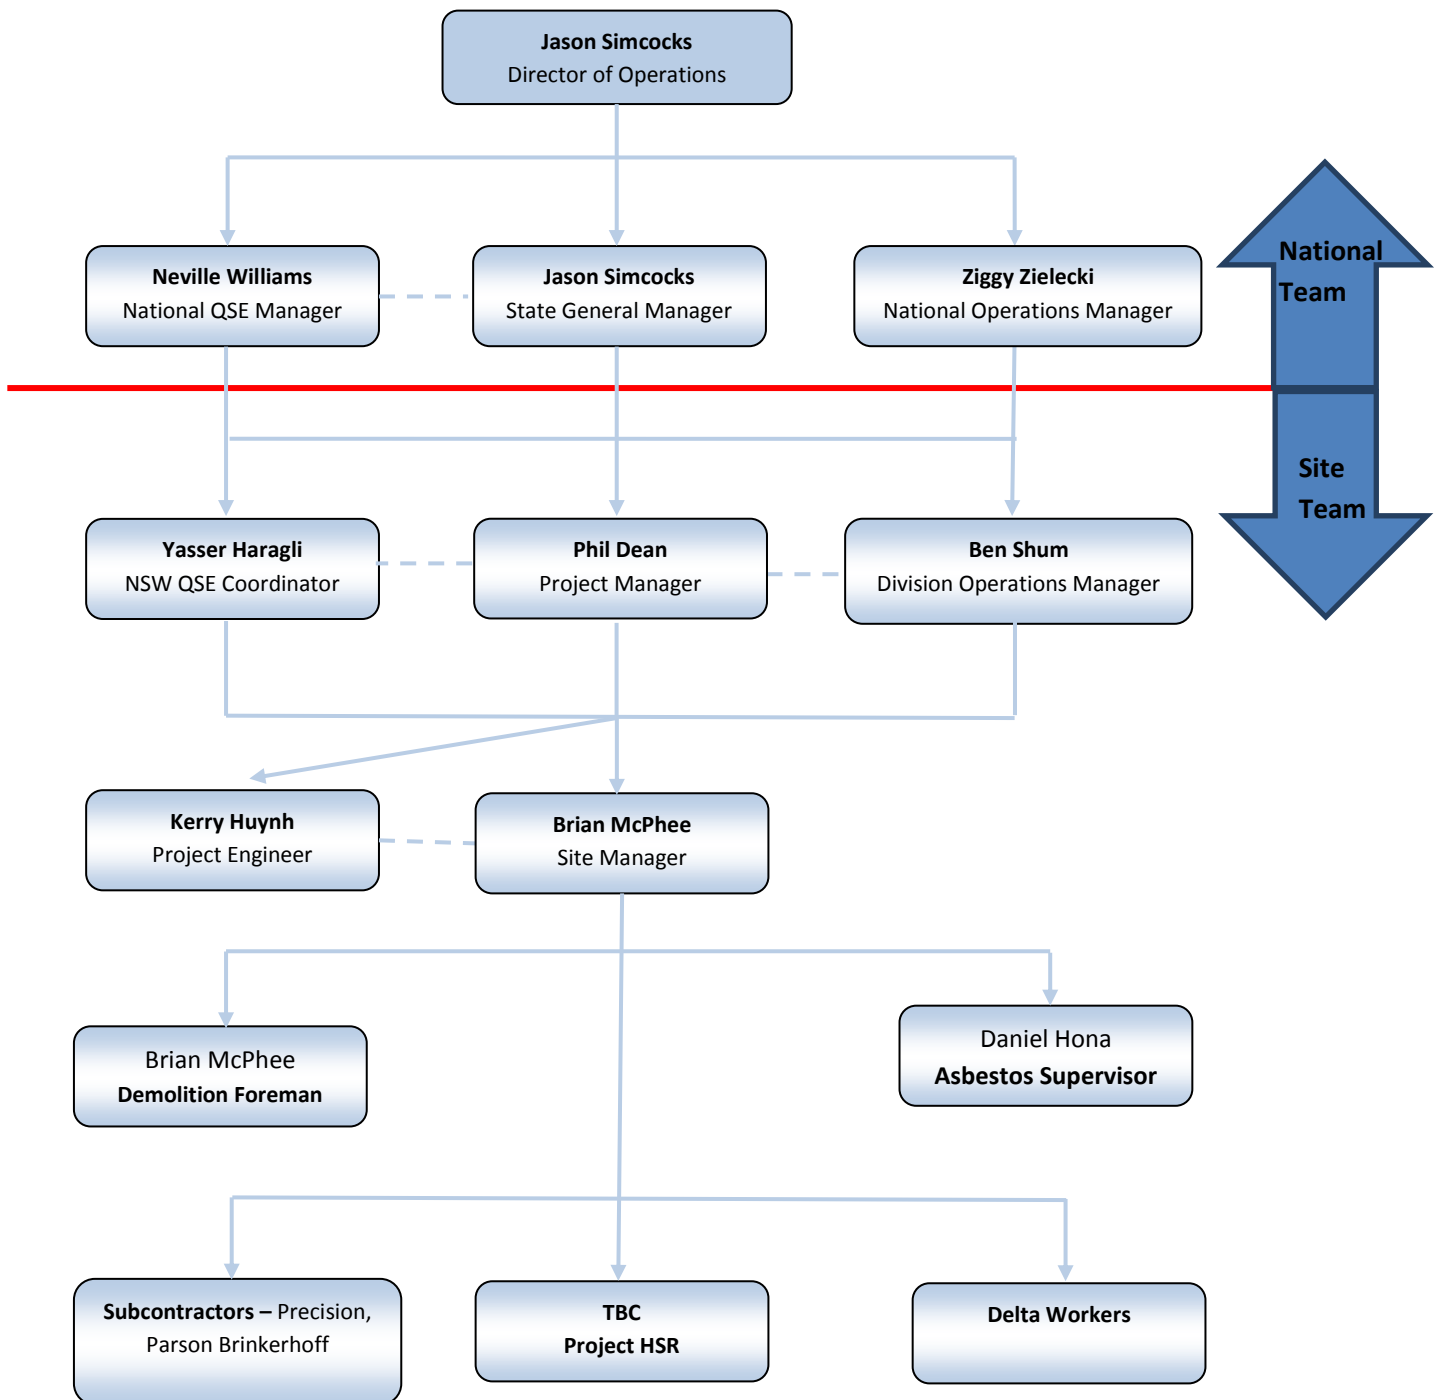 Jason Simcocks
Director of Operations
Neville Williams
National QSE Manager
Jason Simcocks
State General Manager
Ziggy Zielecki
National Operations Manager
National
Team
Site
Team
Yasser Haragli
NSW QSE Coordinator
Phil Dean
Project Manager
Ben Shum
Division Operations Manager
Kerry Huynh
Project Engineer
Brian McPhee
Site Manager
Brian McPhee
Demolition Foreman
Daniel Hona
Asbestos Supervisor
Subcontractors – Precision,
Parson Brinkerhoff
TBC
Project HSR
Delta Workers